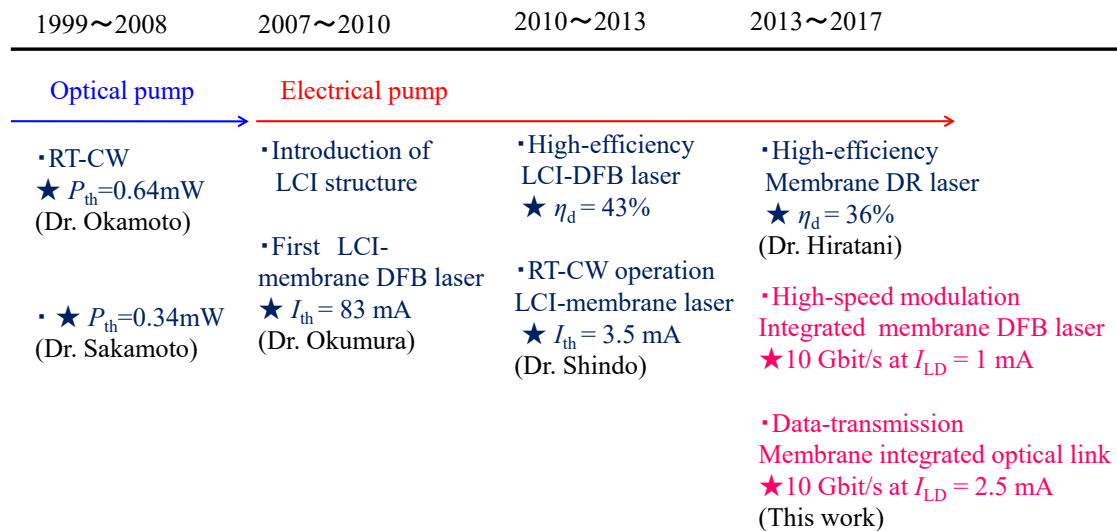 1999～2008
2007～2010
2010～2013
2013～2017
Optical pump
Electrical pump
・RT-CW
★ Pth=0.64mW
(Dr. Okamoto)
・ ★ Pth=0.34mW
(Dr. Sakamoto)
・Introduction of
LCI structure
・First LCI-
membrane DFB laser
★ Ith = 83 mA
(Dr. Okumura)
・High-efficiency
LCI-DFB laser
★ ηd = 43%
・RT-CW operation
LCI-membrane laser
★ Ith = 3.5 mA
(Dr. Shindo)
・High-efficiency
Membrane DR laser
★ ηd = 36%
(Dr. Hiratani)
・High-speed modulation
Integrated membrane DFB laser
★10 Gbit/s at ILD = 1 mA
・Data-transmission
Membrane integrated optical link
★10 Gbit/s at ILD = 2.5 mA
(This work)